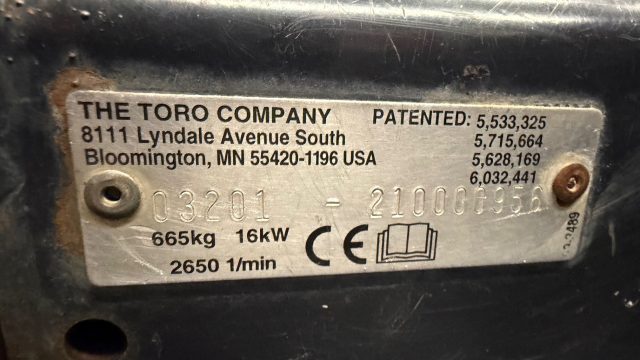 THE TORO COMPANY
8111 Lyndale Avenue South
Bloomington, MN 55420-1196 USA
PATENTED: 5,533,325
5,715,664
5,628,169
6,032,441
03201 -
665kg 16kW
2650 1/min
CE